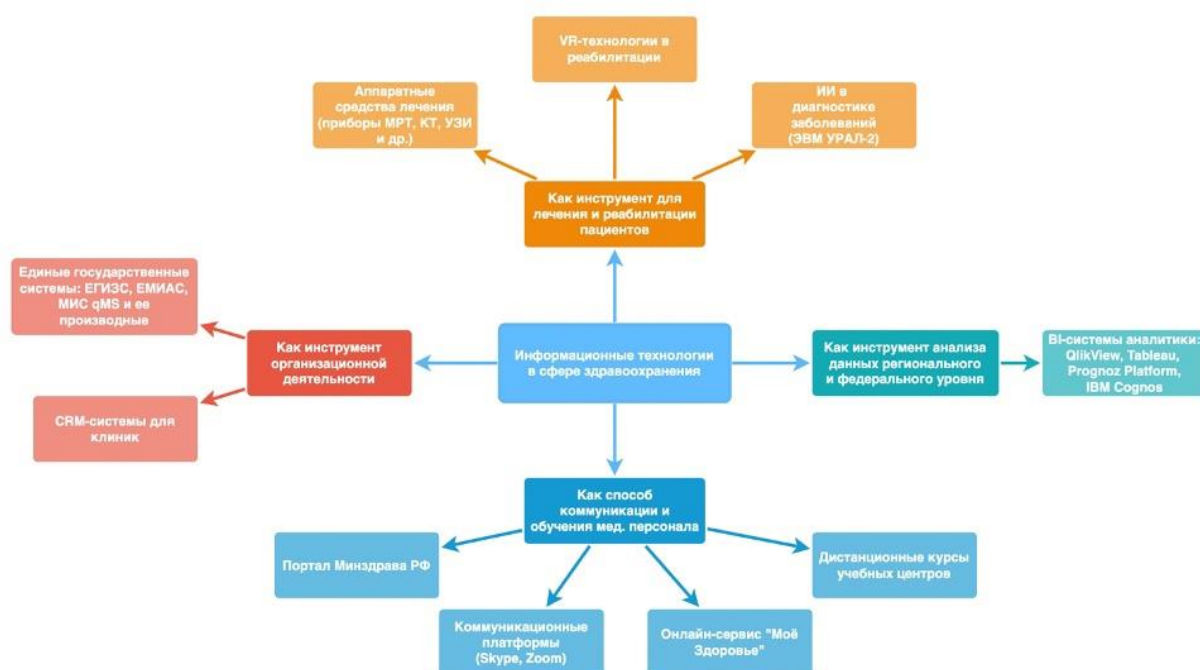 VR-технологии в
реабилитации
Аппаратные
средства лечения
(приборы МРТ, КТ, УЗИ
и др.)
ИИ в
диагностике
заболеваний
(ЭВМ УРАЛ-2)
Как инструмент для
лечения и реабилитации
пациентов
Единые государственные
системы: ЕГИЗС, ЕМИАС,
МИС qMS и ее
производные
Как инструмент
организационной
деятельности
Информационные технологии
в сфере здравоохранения
Как инструмент анализа
данных регионального
и федерального уровня
BI-системы аналитики:
QlikView, Tableau,
Prognoz Platform,
IBM Cognos
CRM-системы для
клиник
Как способ
коммуникации и
обучения мед. персонала
Портал Минздрава РФ
Дистанционные курсы
учебных центров
Коммуникационные
платформы
(Skype, Zoom)
Онлайн-сервис "Моё
Здоровье"